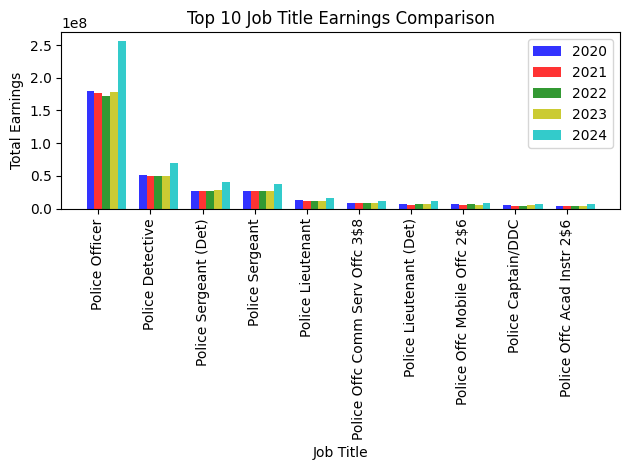 Top 10 Job Title Earnings Comparison
1e8
2.5
2.0
1.5
1.0
0.5
0.0
Total Earnings
2020
2021
2022
2023
2024
Police Officer
Police Detective
Police Sergeant (Det)
Police Sergeant
Police Lieutenant
Police Offc Comm Serv Offc 3$8
Police Lieutenant (Det)
Police Offc Mobile Offc 2$6
Police Captain/DDC
Police Offc Acad Instr 2$6
Job Title